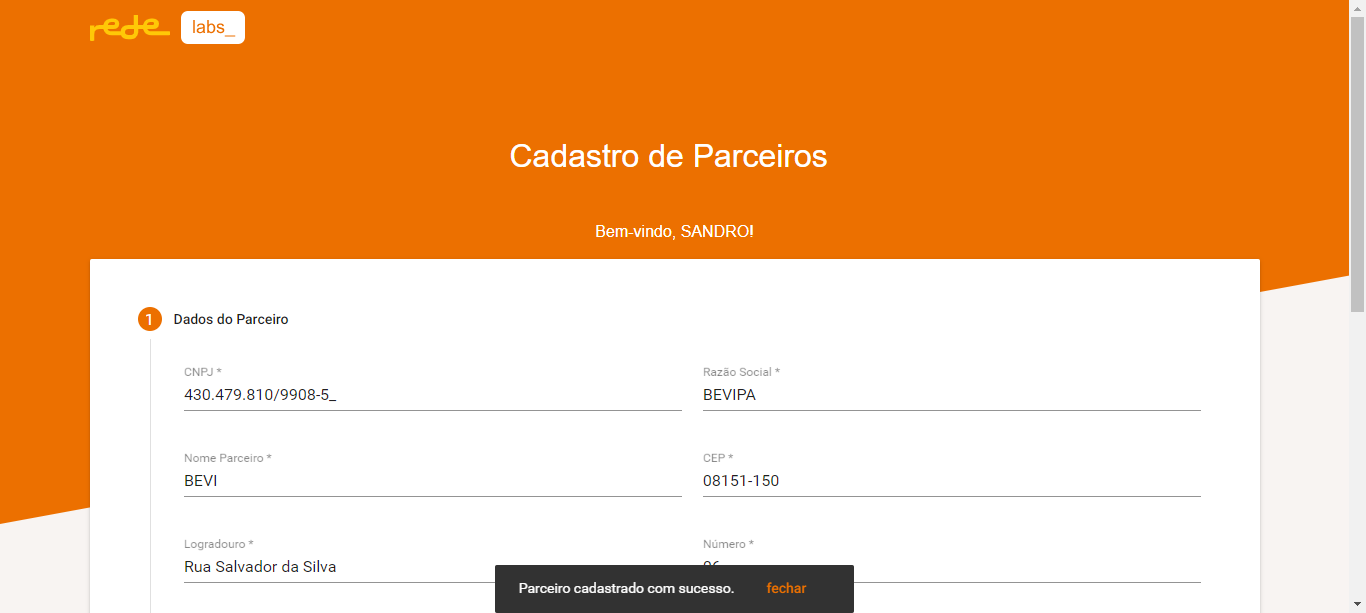 rede labs_
Cadastro de Parceiros
Bem-vindo, SANDRO!
1 Dados do Parceiro
CNPJ * Razão Social *
430.479.810/9908-5_ BEVIPA
Nome Parceiro * CEP *
BEVI 08151-150
Logradouro * Número *
Rua Salvador da Silva
Parceiro cadastrado com sucesso. fechar